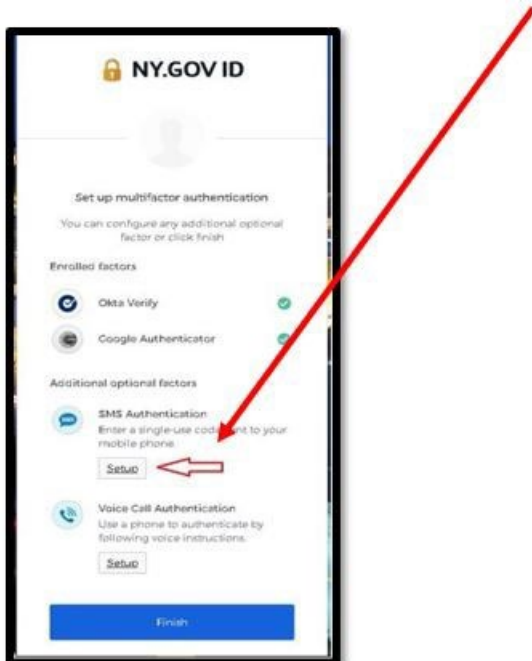 NY.GOV ID
Set up multifactor authentication
You can configure any additional optional
factor or click finish
Enrolled factors
Okta Verify
Google Authenticator
Additional optional factors
SMS Authentication
Enter a single-use code sent to your
mobile phone.
Setup
Voice Call Authentication
Use a phone to authenticate by
following voice instructions.
Setup
Finish